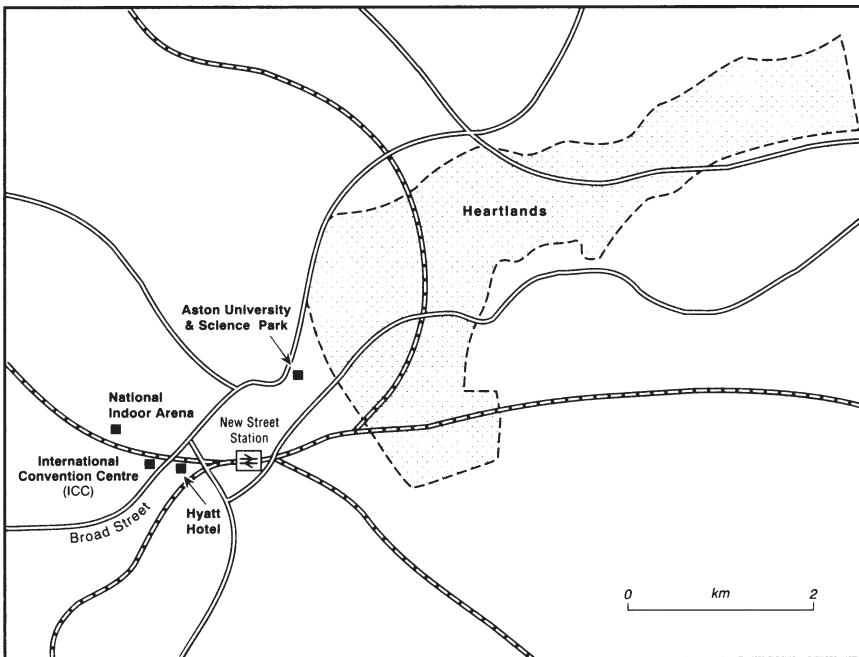 Heartlands
Aston University
& Science Park
National
Indoor Arena
New Street
Station
International
Convention Centre
(ICC)
Hyatt
Hotel
Broad Street
0 km 2